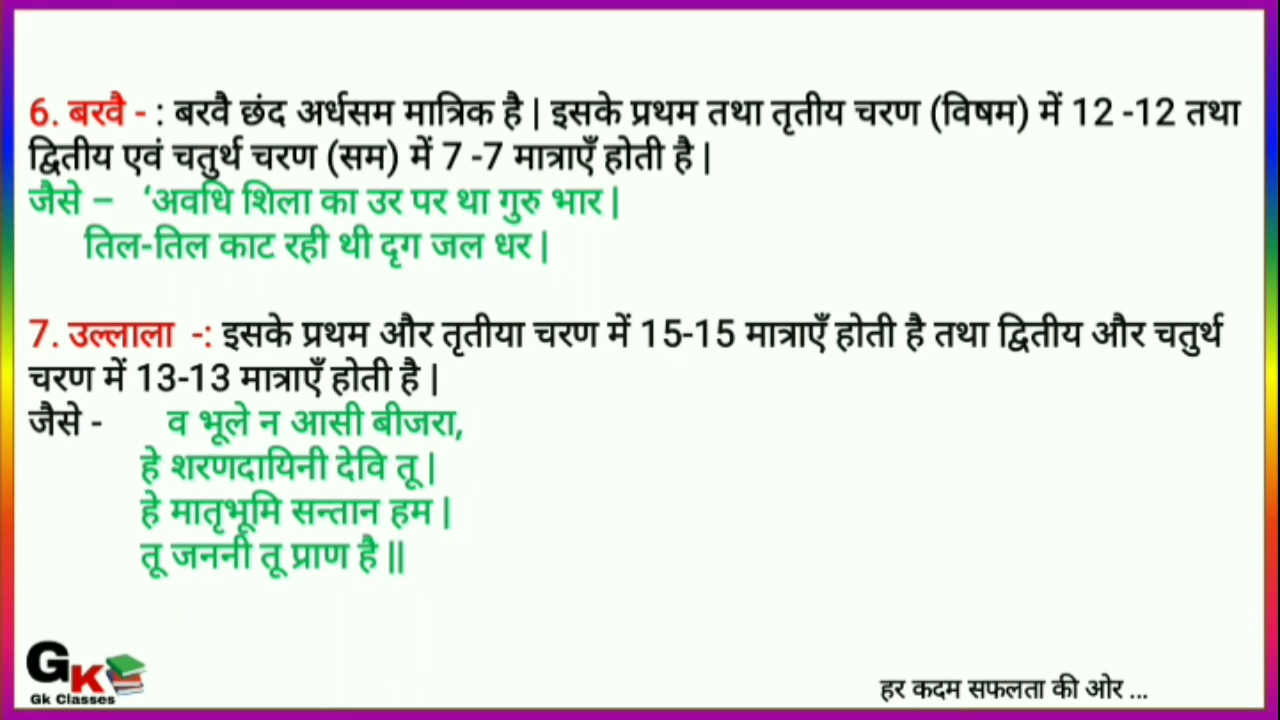 6. बरवै - : बरवै छंद अर्धसम मात्रिक है | इसके प्रथम तथा तृतीय चरण (विषम) में 12 -12 तथा
द्वितीय एवं चतुर्थ चरण (सम) में 7 -7 मात्राएँ होती है |
जैसे – ‘अवधि शिला का उर पर था गुरु भार |
तिल-तिल काट रही थी दृग जल धर |
7. उल्लाला -: इसके प्रथम और तृतीया चरण में 15-15 मात्राएँ होती है तथा द्वितीय और चतुर्थ
चरण में 13-13 मात्राएँ होती है |
जैसे - व भूले न आसी बीजरा,
हे शरणदायिनी देवि तू |
हे मातृभूमि सन्तान हम |
तू जननी तू प्राण है ||
GK
Gk Classes
हर कदम सफलता की ओर ...